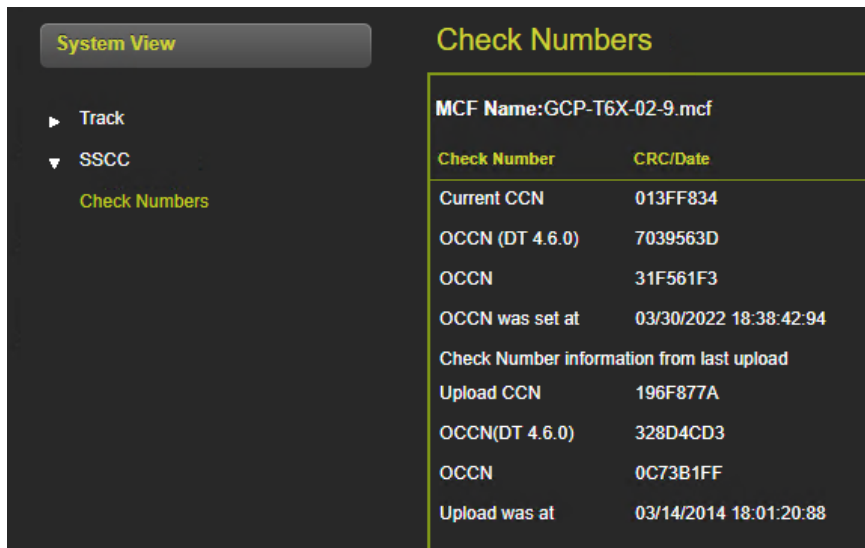 System View
Track
SSCC
Check Numbers
Check Numbers
MCF Name:GCP-T6X-02-9.mcf
Check Number CRC/Date
Current CCN 013FF834
OCCN (DT 4.6.0) 7039563D
OCCN 31F561F3
OCCN was set at 03/30/2022 18:38:42:94
Check Number information from last upload
Upload CCN 196F877A
OCCN(DT 4.6.0) 328D4CD3
OCCN 0C73B1FF
Upload was at 03/14/2014 18:01:20:88